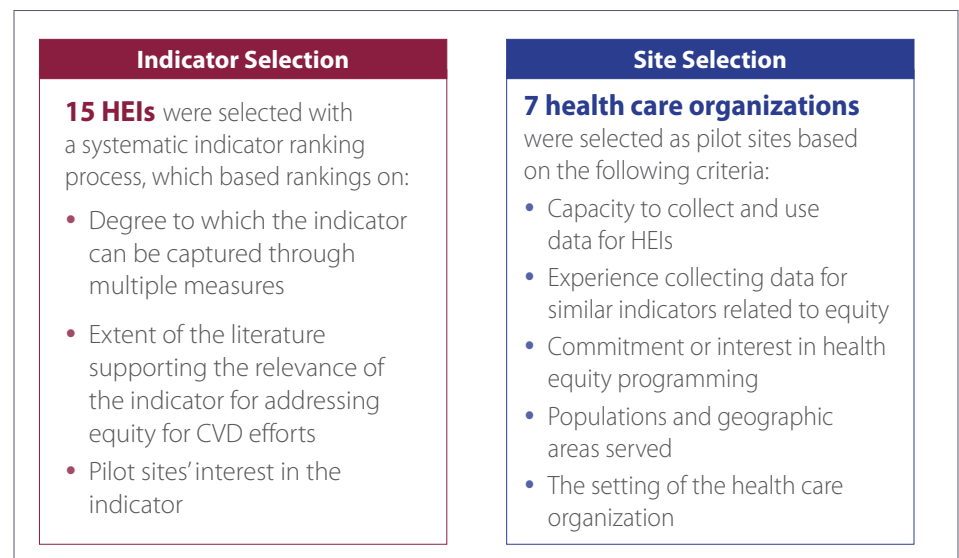 Indicator Selection
15 HEIs were selected with
a systematic indicator ranking
process, which based rankings on:
• Degree to which the indicator
can be captured through
multiple measures
• Extent of the literature
supporting the relevance of
the indicator for addressing
equity for CVD efforts
• Pilot sites' interest in the
indicator
Site Selection
7 health care organizations
were selected as pilot sites based
on the following criteria:
• Capacity to collect and use
data for HEIs
• Experience collecting data for
similar indicators related to equity
• Commitment or interest in health
equity programming
• Populations and geographic
areas served
• The setting of the health care
organization